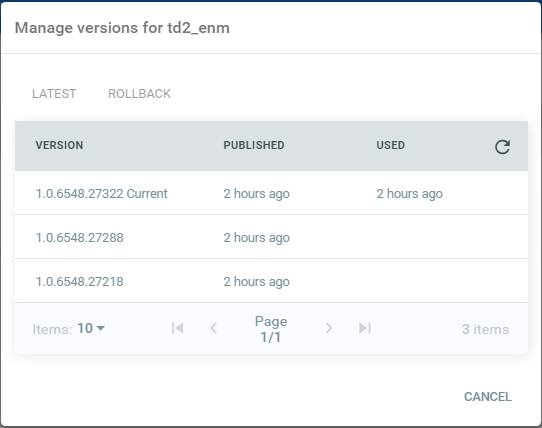 Manage versions for td2_enm
LATEST ROLLBACK
VERSION PUBLISHED USED
1.0.6548.27322 Current 2 hours ago 2 hours ago
1.0.6548.27288 2 hours ago
1.0.6548.27218 2 hours ago
Items: 10 Page 1/1 3 items
CANCEL